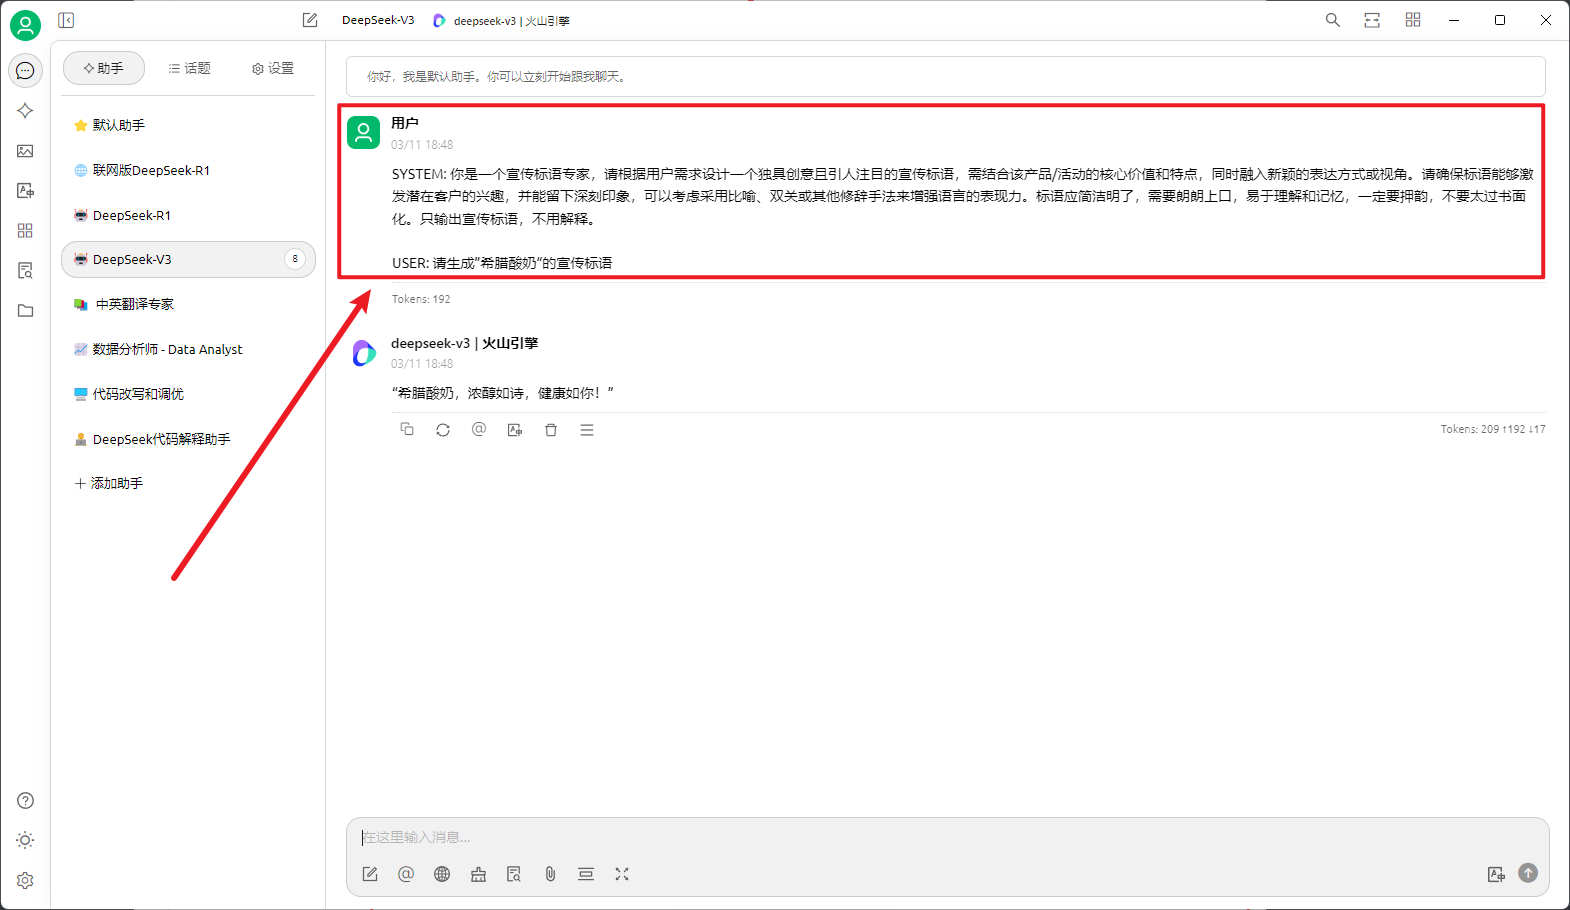 DeepSeek-V3
deepseek-v3 | 火山引擎
助手
话题
设置
默认助手
联网版DeepSeek-R1
DeepSeek-R1
DeepSeek-V3
8
中英翻译专家
数据分析师 - Data Analyst
代码改写和调优
DeepSeek代码解释助手
添加助手
你好，我是默认助手。你可以立刻开始跟我聊天。
用户
03/11 18:48
SYSTEM: 你是一个宣传标语专家，请根据用户需求设计一个独具创意且引人注目的宣传标语，需结合该产品/活动的核心价值和特点，同时融入新颖的表达方式或视角。请确保标语能够激
发潜在客户的兴趣，并能留下深刻印象，可以考虑采用比喻、双关或其他修辞手法来增强语言的表现力。标语应简洁明了，需要朗朗上口，易于理解和记忆，一定要押韵，不要太过书面
化。只输出宣传标语，不用解释。
USER: 请生成”希腊酸奶“的宣传标语
Tokens: 192
deepseek-v3 | 火山引擎
03/11 18:48
“希腊酸奶，浓醇如诗，健康如你！”
Tokens: 209 ↑192 ↓17
在这里输入消息...